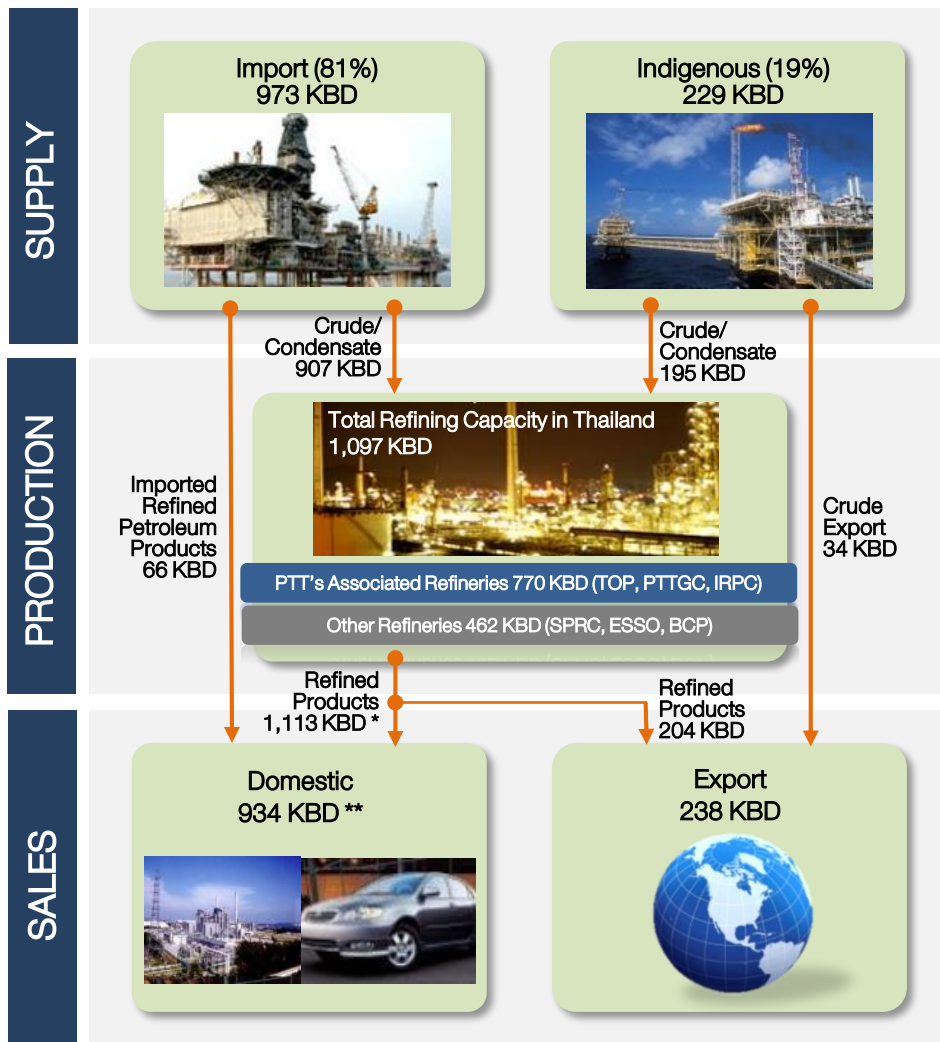 SUPPLY
Import (81%)
973 KBD
Indigenous (19%)
229 KBD
Crude/
Condensate
907 KBD
Crude/
Condensate
195 KBD
PRODUCTION
Total Refining Capacity in Thailand
1,097 KBD
Imported
Refined
Petroleum
Products
66 KBD
Crude
Export
34 KBD
PTT's Associated Refineries 770 KBD (TOP, PTTGC, IRPC)
Other Refineries 462 KBD (SPRC, ESSO, BCP)
Refined
Products
1,113 KBD *
Refined
Products
204 KBD
SALES
Domestic
934 KBD **
Export
238 KBD